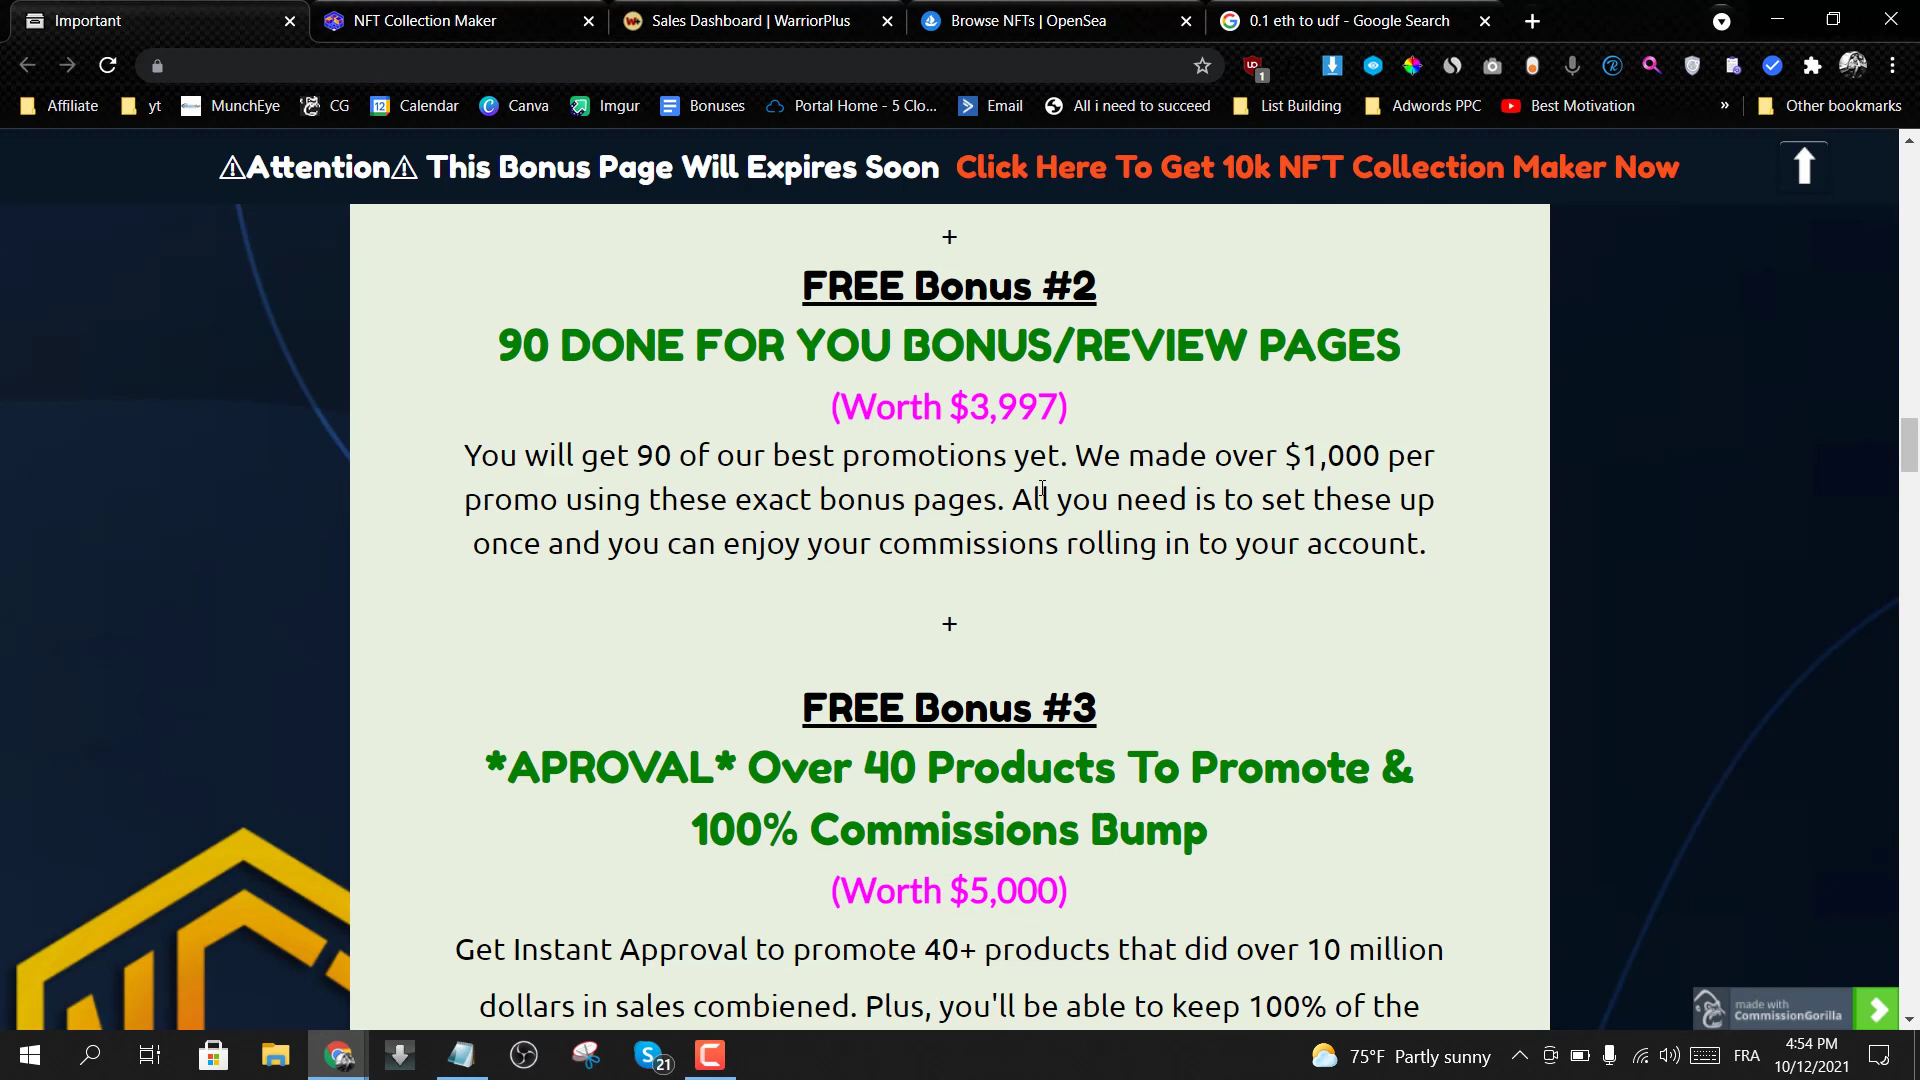 Important
NFT Collection Maker
Sales Dashboard | WarriorPlus
Browse NFTs | OpenSea
0.1 eth to udf - Google Search
1
Affiliate
yt
MunchEye
CG
12
Calendar
Canva
Imgur
Bonuses
Portal Home - 5 Clo...
Email
All i need to succeed
List Building
Adwords PPC
Best Motivation
»
Other bookmarks
⚠Attention⚠ This Bonus Page Will Expires Soon Click Here To Get 10k NFT Collection Maker Now
+
FREE Bonus #2
90 DONE FOR YOU BONUS/REVIEW PAGES
(Worth $3,997)
You will get 90 of our best promotions yet. We made over $1,000 per
promo using these exact bonus pages. All you need is to set these up
once and you can enjoy your commissions rolling in to your account.
+
FREE Bonus #3
*APROVAL* Over 40 Products To Promote &
100% Commissions Bump
(Worth $5,000)
Get Instant Approval to promote 40+ products that did over 10 million
dollars in sales combiened. Plus, you'll be able to keep 100% of the
made with
CommissionGorilla
21
75°F Partly sunny
FRA
4:54 PM
10/12/2021